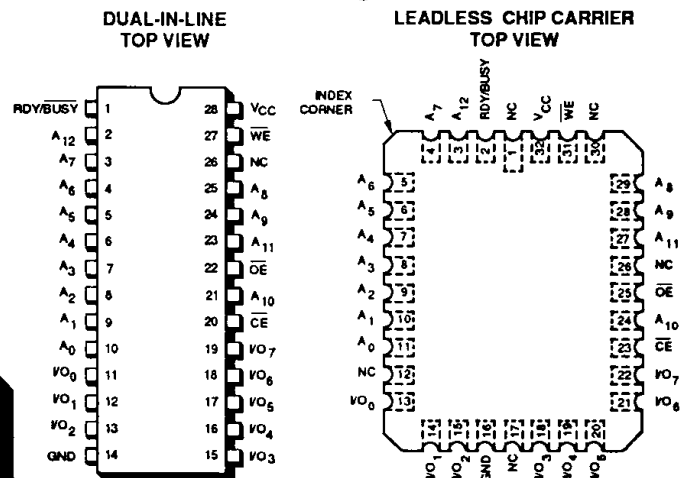 DUAL-IN-LINE
TOP VIEW
RDY/BUSY 1 28 VCC
A12 2 27 WE
A7 3 26 NC
A6 4 25 A8
A5 5 24 A9
A4 6 23 A11
A3 7 22 OE
A2 8 21 A10
A1 9 20 CE
A0 10 19 I/O7
I/O0 11 18 I/O6
I/O1 12 17 I/O5
I/O2 13 16 I/O4
GND 14 15 I/O3
LEADLESS CHIP CARRIER
TOP VIEW
INDEX
CORNER
A7 A12 RDY/BUSY NC VCC WE NC
4 3 2 1 32 31 30
A6 5 29 A8
A5 6 28 A9
A4 7 27 A11
A3 8 26 NC
A2 9 25 OE
A1 10 24 A10
A0 11 23 CE
NC 12 22 I/O7
I/O0 13 21 I/O6
14 15 16 17 18 19 20
I/O1 I/O2 GND NC I/O3 I/O4 I/O5